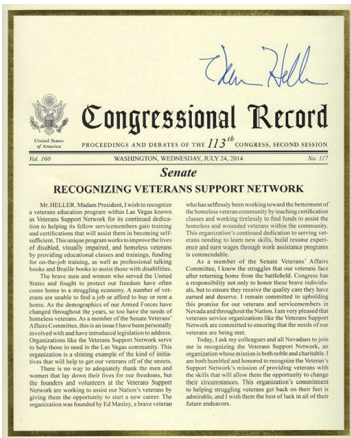 Dean Heller
United States
of America
Congressional Record
PROCEEDINGS AND DEBATES OF THE 113th CONGRESS, SECOND SESSION
Vol. 160
WASHINGTON, WEDNESDAY, JULY 24, 2014
No. 117
Senate
RECOGNIZING VETERANS SUPPORT NETWORK
Mr. HELLER. Madam President, I wish to recognize
a veterans education program within Las Vegas known
as Veterans Support Network for its continued dedica-
tion to helping its fellow servicemembers gain training
and certifications that will assist them in becoming self-
sufficient. This unique program works to improve the lives
of disabled, visually impaired, and homeless veterans
by providing educational classes and trainings, funding
for on-the-job training, as well as professional talking
books and Braille books to assist these with disabilities.
The brave men and women who served the United
States and fought to protect our freedom have often
come home to a struggling economy. A number of vet-
erans are unable to find a job or afford to buy or rent a
home. As the demographics of our Armed Forces have
changed throughout the years, so too have the needs of
homeless veterans. As a member of the Senate Veterans'
Affairs Committee, this is an issue I have been personally
involved with and have introduced legislation to address.
Organizations like the Veterans Support Network serve
to help those in need in the Las Vegas community. This
organization is a shining example of the kind of initia-
tives that will help to get our veterans off of the streets.
There is no way to adequately thank the men and
women that lay down their lives for our freedoms, but
the founders and volunteers at the Veterans Support
Network are working to assist our Nation's veterans by
giving them the opportunity to start a new career. The
organization was founded by Ed Manley, a brave veteran
who has selflessly been working toward the betterment of
the homeless veteran community by teaching certification
classes and working tirelessly to find funds to assist the
homeless and wounded veterans within the community.
This organization's continued dedication to serving vet-
erans needing to learn new skills, build resume experi-
ence and earn wages through work assistance programs
is commendable.
As a member of the Senate Veterans' Affairs
Committee, I know the struggles that our veterans face
after returning home from the battlefield. Congress has
a responsibility not only to honor these brave individu-
als, but to ensure they receive the quality care they have
earned and deserve. I remain committed to upholding
this promise for our veterans and servicemembers in
Nevada and throughout the Nation. I am very pleased that
veterans service organizations like the Veterans Support
Network are committed to ensuring that the needs of our
veterans are being met.
Today, I ask my colleagues and all Nevadans to join
me in recognizing the Veterans Support Network, an
organization whose mission is both noble and charitable. I
am both humbled and honored to recognize the Veteran's
Support Network's mission of providing veterans with
the skills that will allow them the opportunity to change
their circumstances. This organization's commitment
to helping struggling veterans get back on their feet is
admirable, and I wish them the best of luck in all of their
future endeavors.